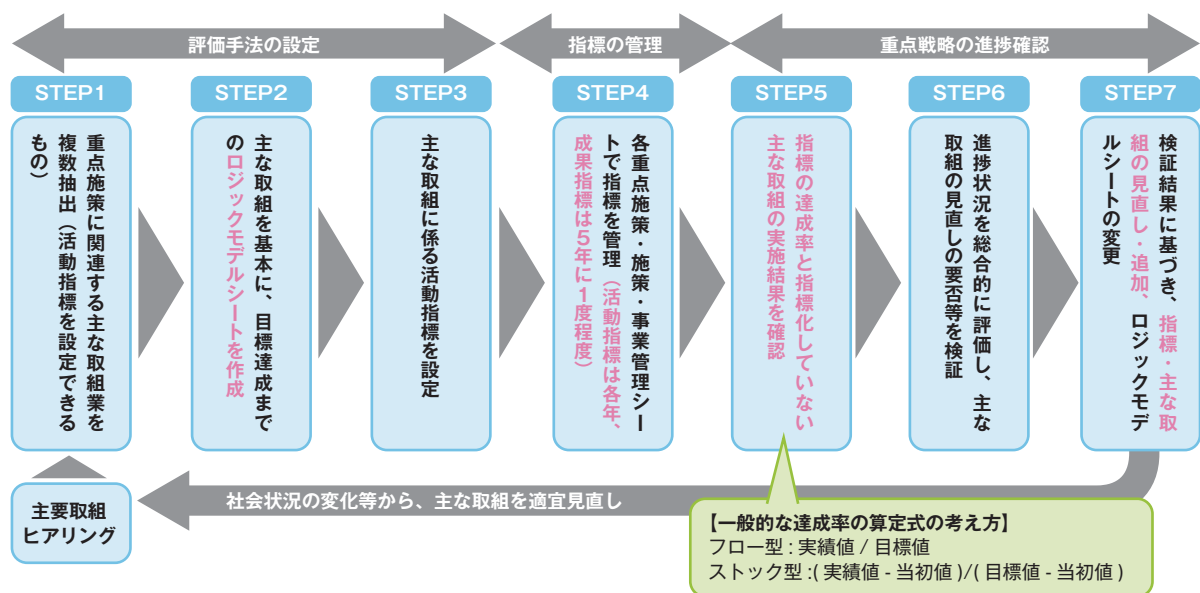 評価手法の設定
指標の管理
重点戦略の進捗確認
STEP1
重点施策に関連する主な取組業を
複数抽出（活動指標を設定できる
もの）
STEP2
主な取組を基本に、目標達成まで
のロジックモデルシートを作成
STEP3
主な取組に係る活動指標を設定
STEP4
各重点施策・施策・事業管理シー
トで指標を管理（活動指標は各年、
成果指標は５年に１度程度）
STEP5
指標の達成率と指標化していない
主な取組の実施結果を確認
STEP6
進捗状況を総合的に評価し、主な
取組の見直しの要否等を検証
STEP7
検証結果に基づき、指標・主な取
組の見直し・追加、ロジックモデ
ルシートの変更
主要取組
ヒアリング
社会状況の変化等から、主な取組を適宜見直し
【一般的な達成率の算定式の考え方】
フロー型 : 実績値 / 目標値
ストック型 :( 実績値 - 当初値 )/( 目標値 - 当初値 )